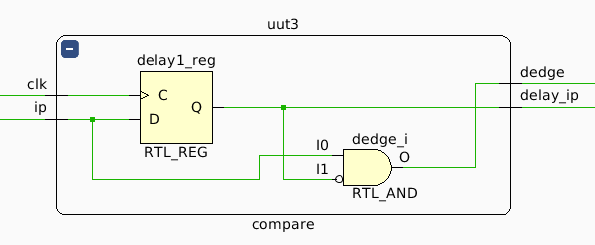 uut3
delay1_reg
clk
C
dedge
ip
Q
delay_ip
D
RTL_REG
dedge_i
I0
O
I1
RTL_AND
compare